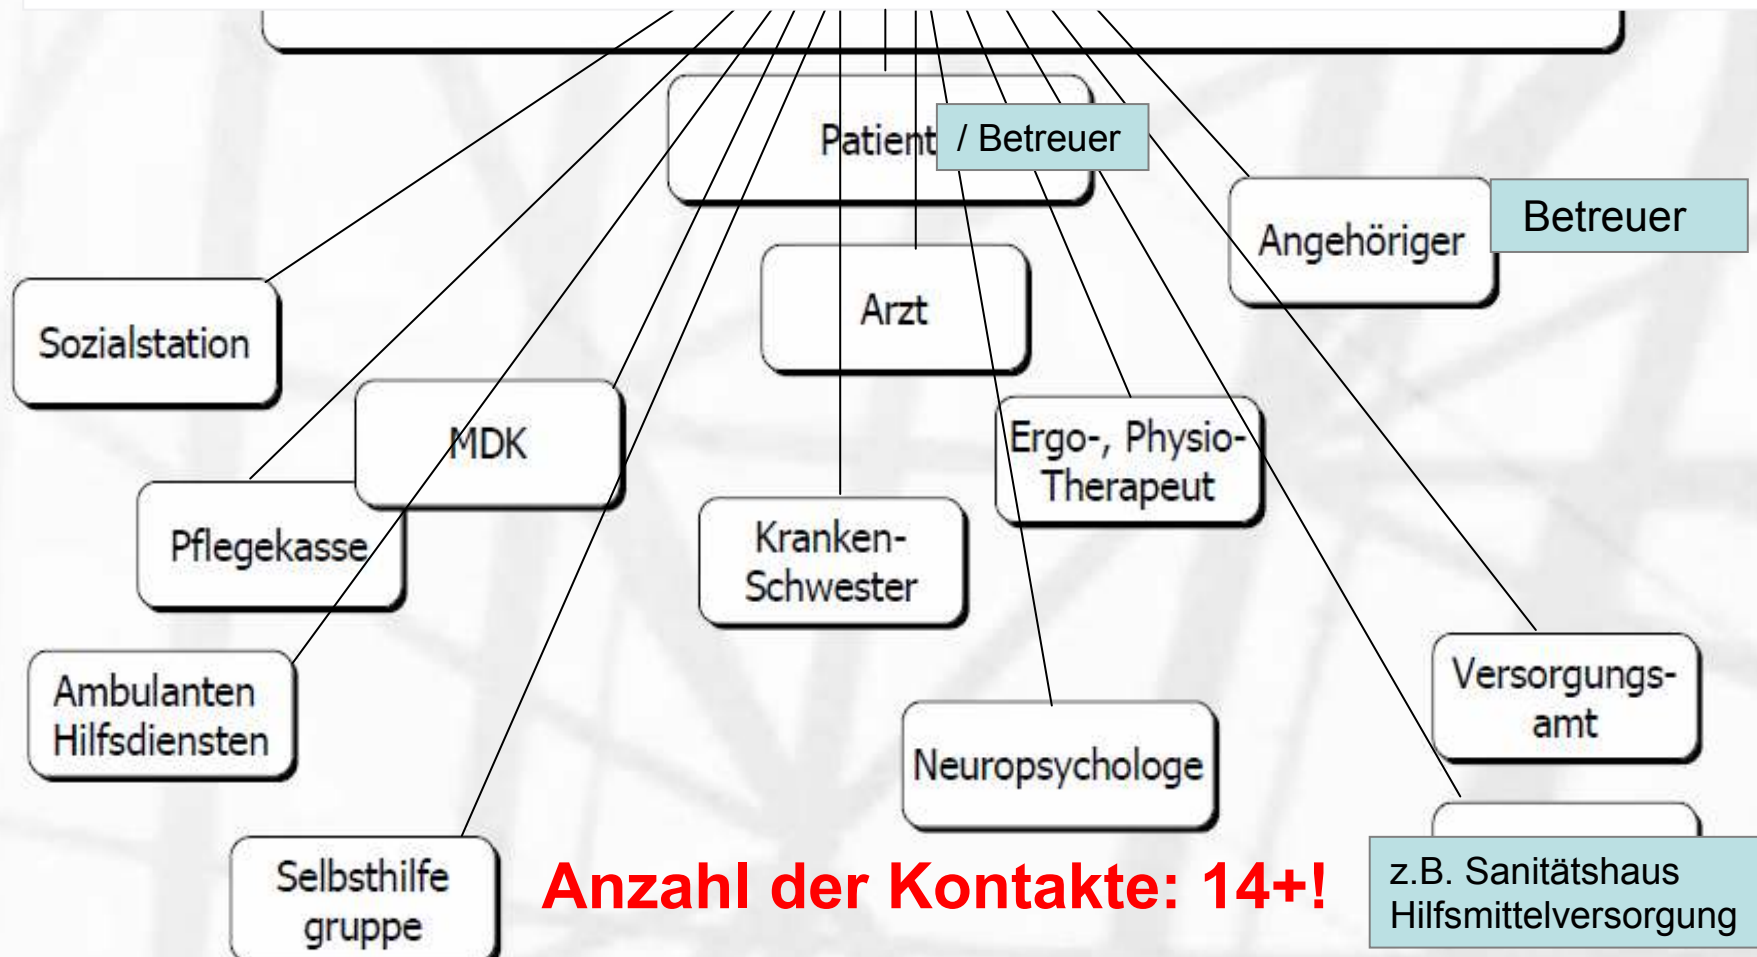 Patient / Betreuer
Angehöriger
Betreuer
Arzt
Sozialstation
MDK
Ergo-, Physio-
Therapeut
Pflegekasse
Kranken-
Schwester
Ambulanten
Hilfsdiensten
Neuropsychologe
Versorgungs-
amt
Selbsthilfe
gruppe
Anzahl der Kontakte: 14+!
z.B. Sanitätshaus
Hilfsmittelversorgung